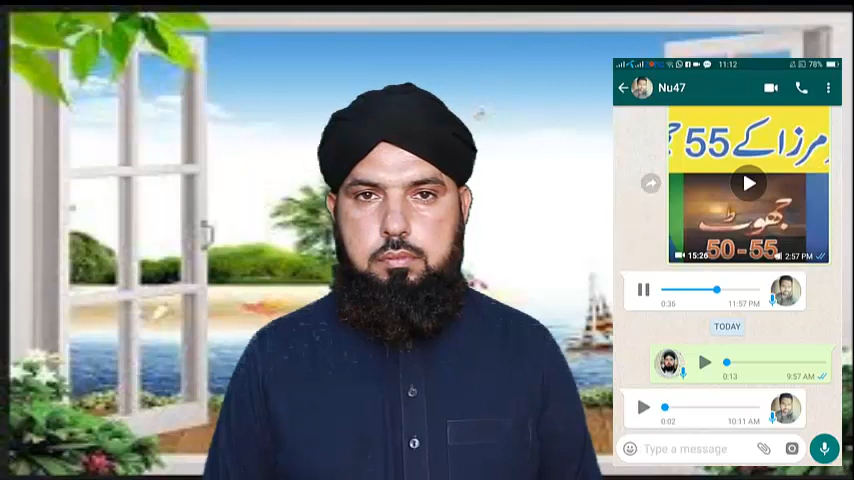 11:12
78%
Nu47
مرزا کے 55
جھوٹ
50-55
15:26
2:57 PM
0:36
11:57 PM
TODAY
0:13
9:57 AM
0:02
10:11 AM
Type a message